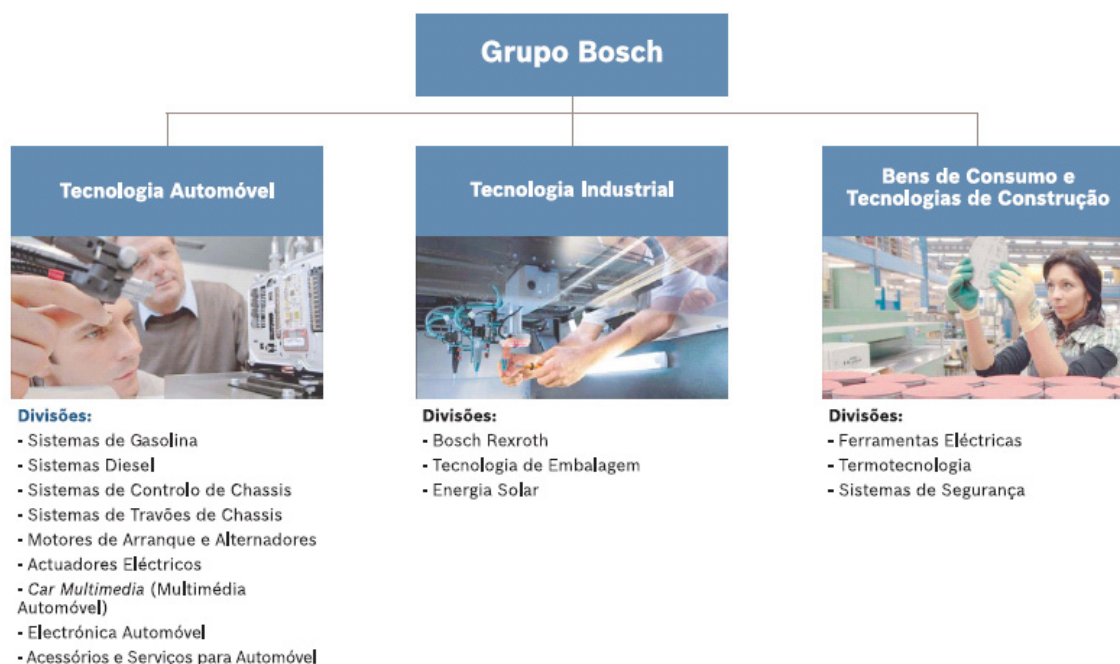 Grupo Bosch
Tecnologia Automóvel
Divisões:
- Sistemas de Gasolina
- Sistemas Diesel
- Sistemas de Controlo de Chassis
- Sistemas de Travões de Chassis
- Motores de Arranque e Alternadores
- Actuadores Eléctricos
- Car Multimedia (Multimédia
Automóvel)
- Electrónica Automóvel
- Acessórios e Serviços para Automóvel
Tecnologia Industrial
Divisões:
- Bosch Rexroth
- Tecnologia de Embalagem
- Energia Solar
Bens de Consumo e
Tecnologias de Construção
Divisões:
- Ferramentas Eléctricas
- Termotecnologia
- Sistemas de Segurança